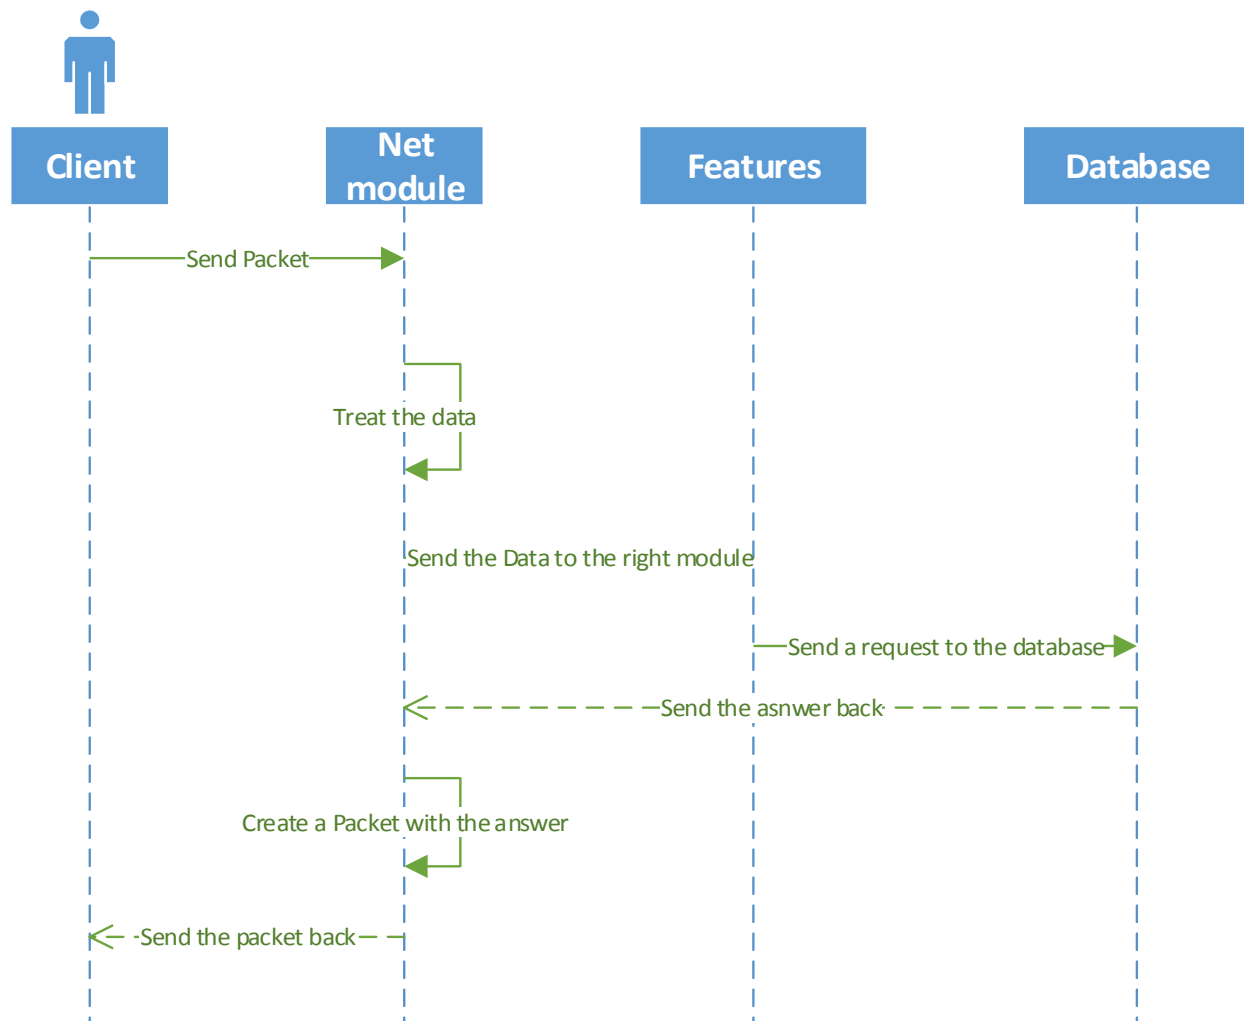 Client
Net
module
Features
Database
Send Packet
Treat the data
Send the Data to the right module
Send a request to the database
Send the asnwer back
Create a Packet with the answer
Send the packet back